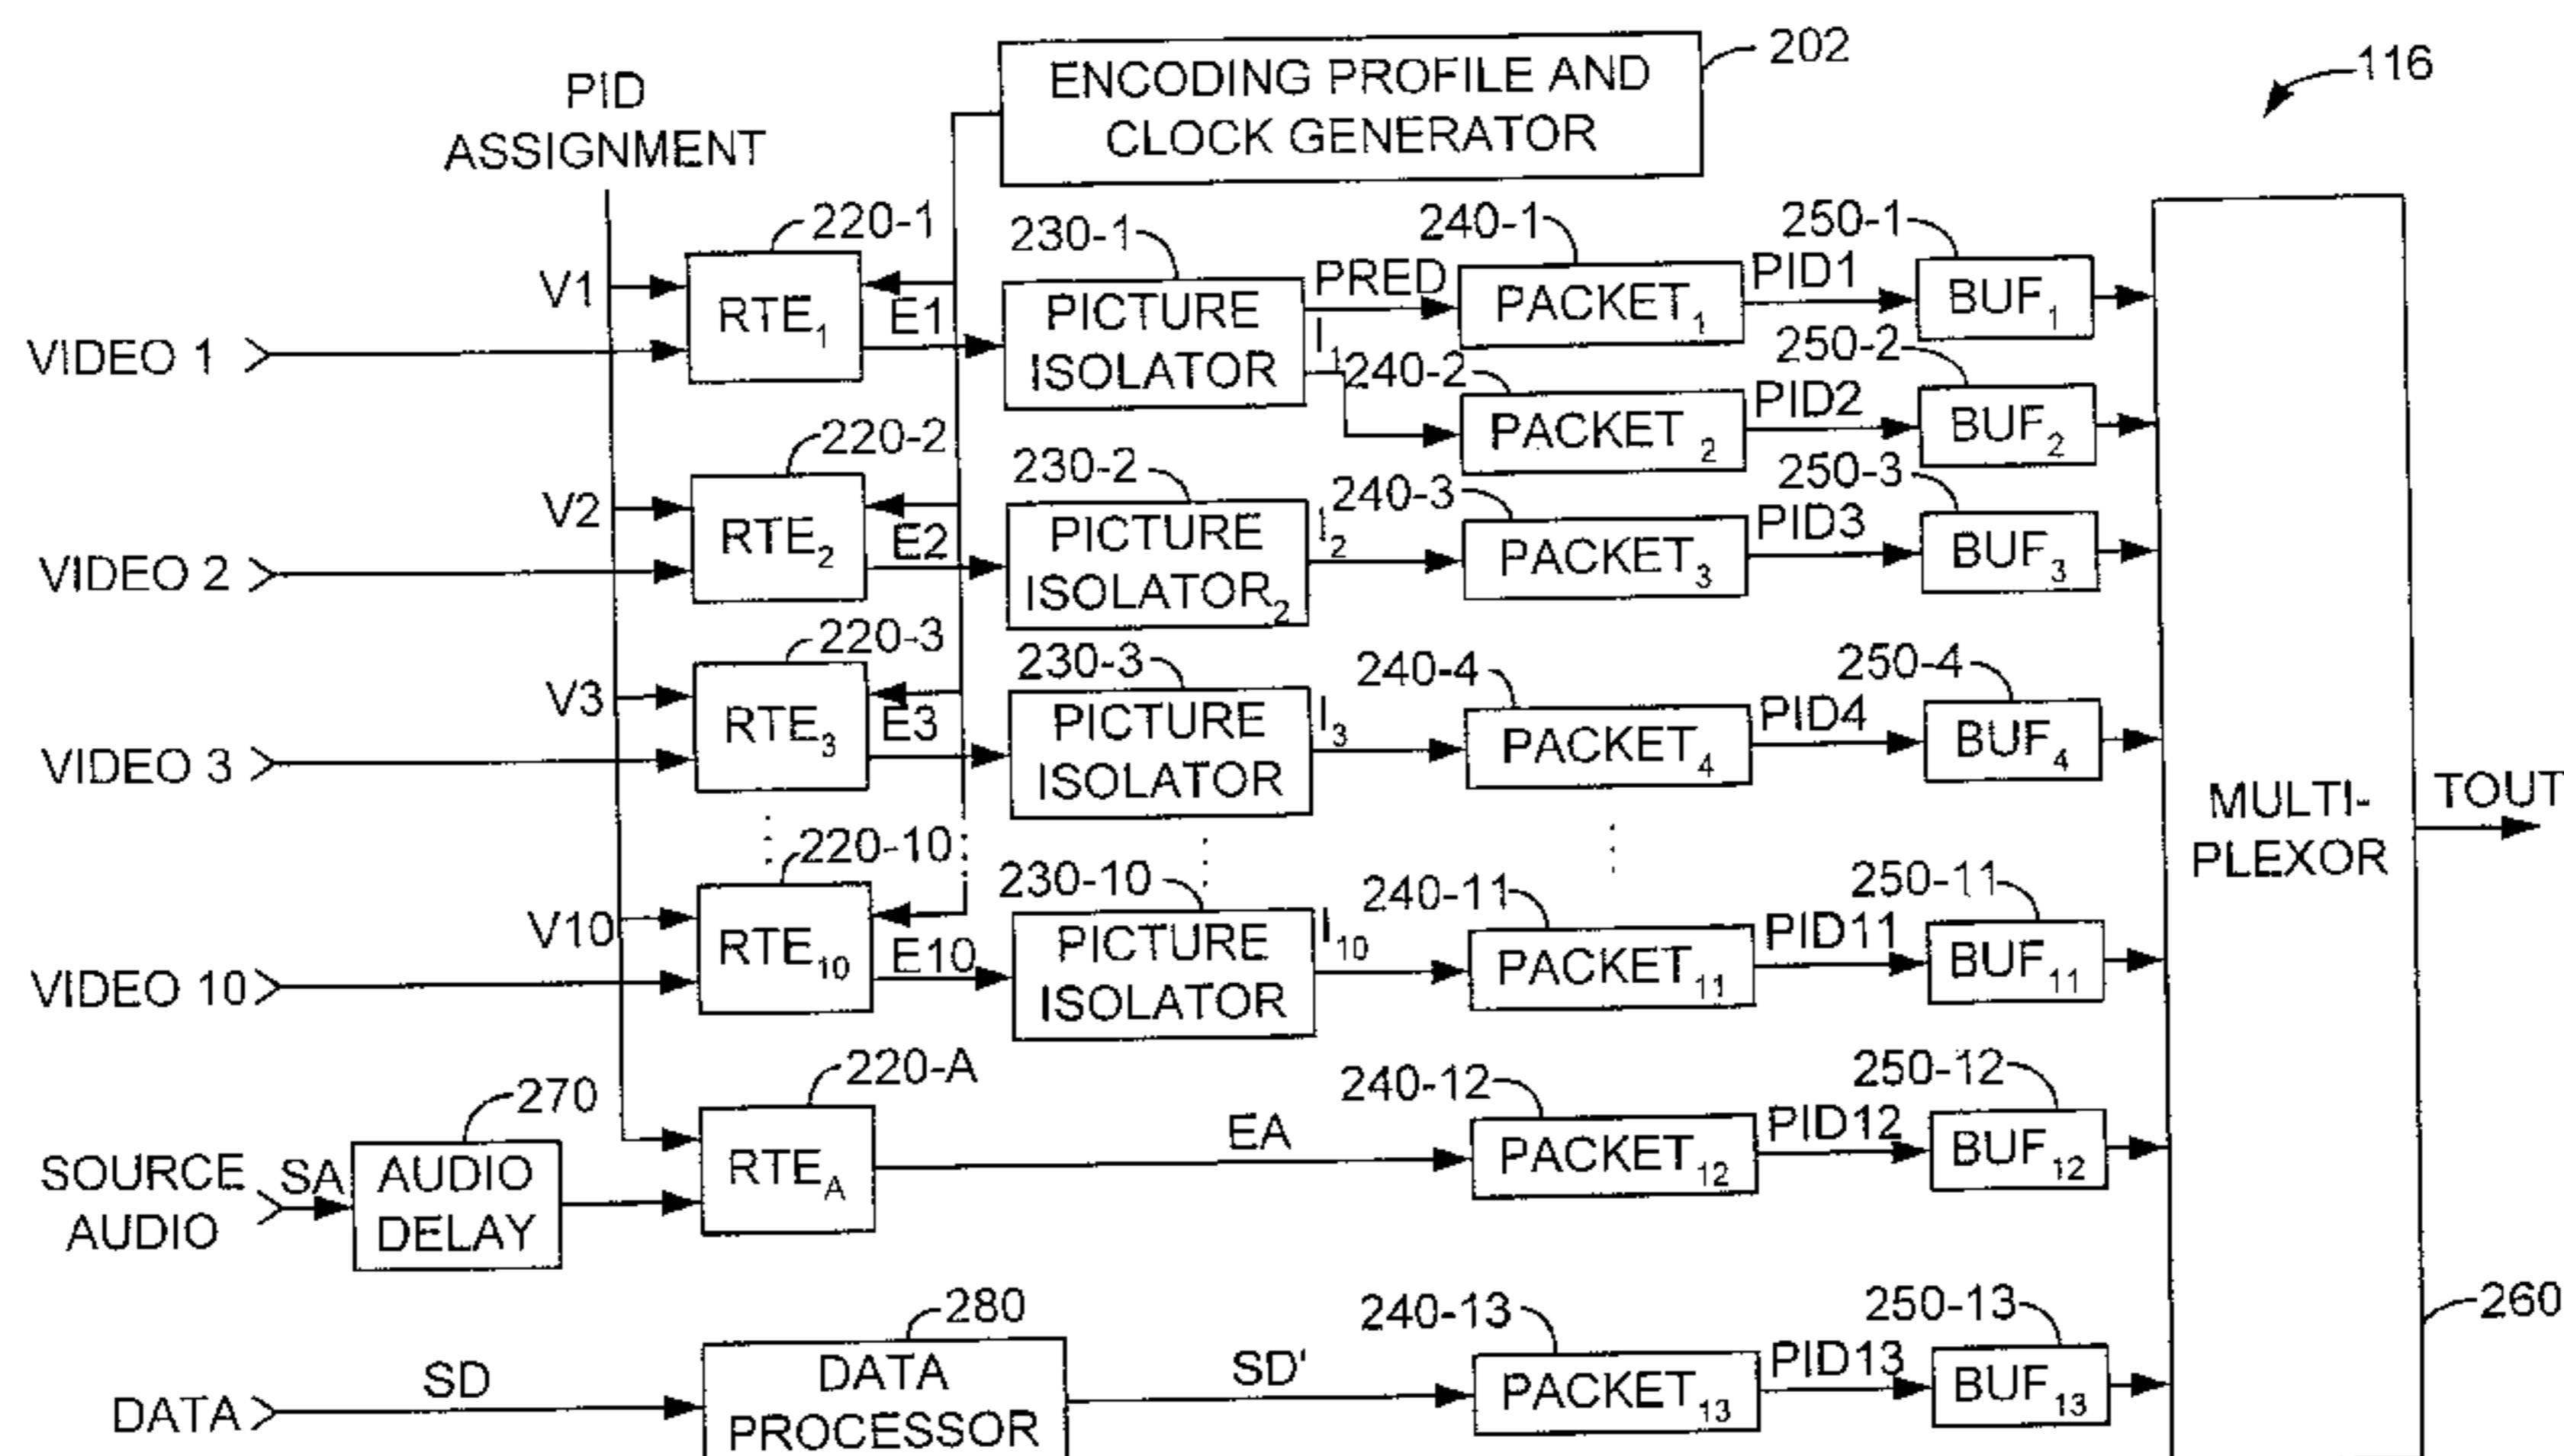 ENCODING PROFILE AND
CLOCK GENERATOR
202
116
PID
ASSIGNMENT
220-1
230-1
240-1
250-1
V1
RTE₁
E1
PICTURE
ISOLATOR
PRED
I₁
PACKET₁
PID1
BUF₁
VIDEO 1
240-2
250-2
PACKET ₂
PID2
BUF₂
220-2
230-2
240-3
250-3
V2
RTE₂
E2
PICTURE
ISOLATOR₂
I₂
PACKET₃
PID3
BUF₃
VIDEO 2
220-3
230-3
240-4
250-4
V3
RTE₃
E3
PICTURE
ISOLATOR
I₃
PACKET₄
PID4
BUF₄
VIDEO 3
MULTI-
PLEXOR
TOUT
220-10
230-10
240-11
250-11
V10
RTE₁₀
E10
PICTURE
ISOLATOR
I₁₀
PACKET₁₁
PID11
BUF₁₁
VIDEO 10
270
220-A
240-12
250-12
SOURCE
AUDIO
SA
AUDIO
DELAY
RTE_A
EA
PACKET₁₂
PID12
BUF₁₂
280
240-13
250-13
260
DATA
SD
DATA
PROCESSOR
SD'
PACKET₁₃
PID13
BUF₁₃